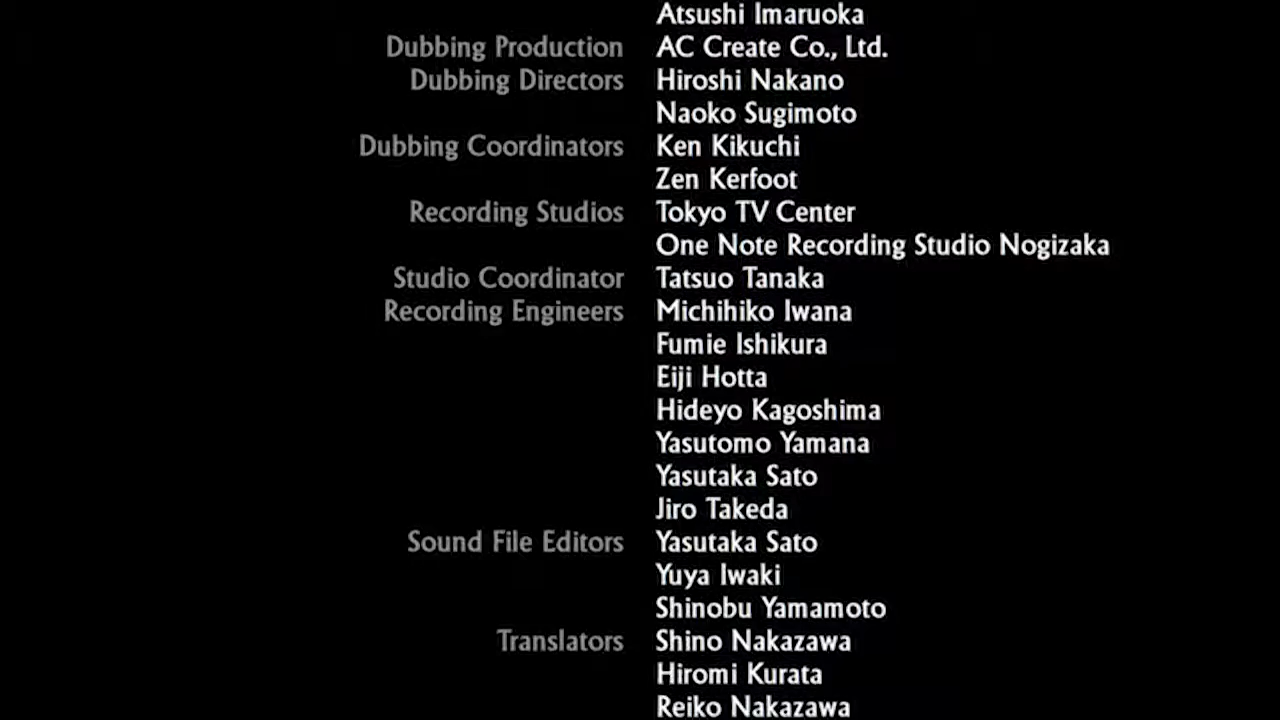 Atsushi Imaruoka
Dubbing Production AC Create Co., Ltd.
Dubbing Directors Hiroshi Nakano
Naoko Sugimoto
Dubbing Coordinators Ken Kikuchi
Zen Kerfoot
Recording Studios Tokyo TV Center
One Note Recording Studio Nogizaka
Studio Coordinator Tatsuo Tanaka
Recording Engineers Michihiko Iwana
Fumie Ishikura
Eiji Hotta
Hideyo Kagoshima
Yasutomo Yamana
Yasutaka Sato
Jiro Takeda
Sound File Editors Yasutaka Sato
Yuya Iwaki
Shinobu Yamamoto
Translators Shino Nakazawa
Hiromi Kurata
Reiko Nakazawa